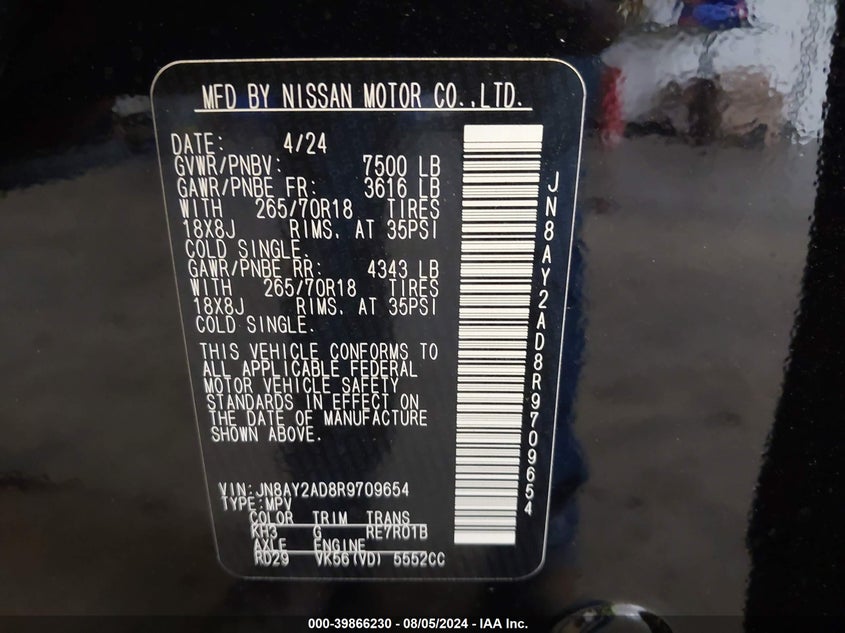 MFD BY NISSAN MOTOR CO.,LTD.
DATE: 4/24
GVWR/PNBV: 7500 LB
GAWR/PNBE FR: 3616 LB
WITH 265/70R18 TIRES
18X8J RIMS, AT 35PSI
COLD SINGLE.
GAWR/PNBE RR: 4343 LB
WITH 265/70R18 TIRES
18X8J RIMS, AT 35PSI
COLD SINGLE.
THIS VEHICLE CONFORMS TO
ALL APPLICABLE FEDERAL
MOTOR VEHICLE SAFETY
STANDARDS IN EFFECT ON
THE DATE OF MANUFACTURE
SHOWN ABOVE.
VIN:JN8AY2AD8R9709654
TYPE:MPV
COLOR TRIM TRANS
KH3 G RE7R01B
AXLE ENGINE
RD29 VK56(VD) 5552CC
JN8AY2AD8R9709654
000-39866230 - 08/05/2024 - IAA Inc.